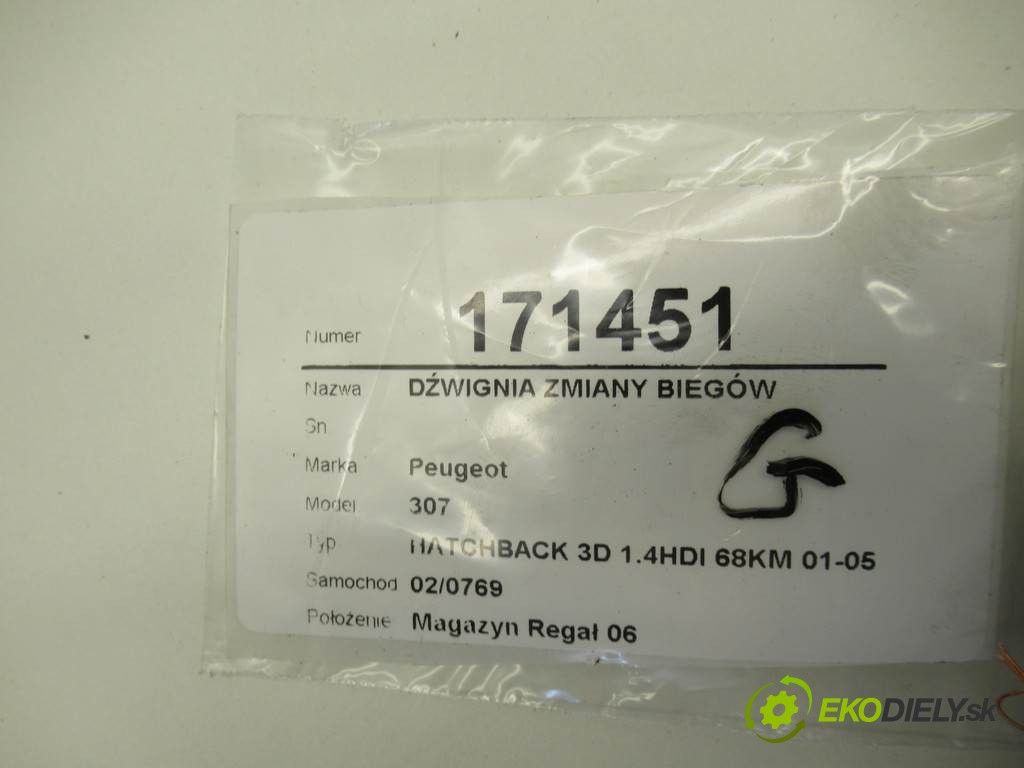 Numer 171451
Nazwa DŹWIGNIA ZMIANY BIEGÓW
Sn
G
Marka Peugeot
Model 307
Typ HATCHBACK 3D 1.4HDI 68KM 01-05
Samochod 02/0769
Położenie Magazyn Regał 06
EKODIELY.sk